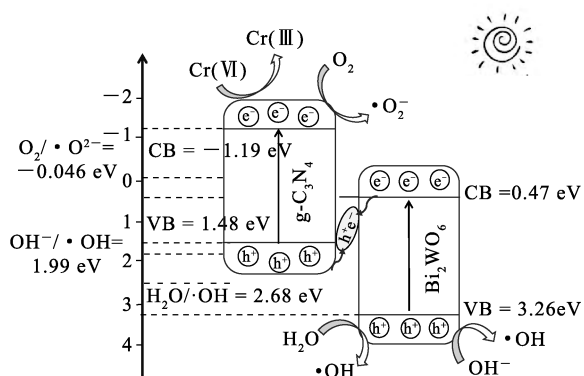 Cr(Ⅲ)
Cr(Ⅵ)
O₂
•O₂⁻
−2
−1
0
1
2
3
4
O₂/•O²⁻=
−0.046 eV
OH⁻/•OH=
1.99 eV
e⁻ e⁻ e⁻
CB = −1.19 eV
g-C₃N₄
VB = 1.48 eV
h⁺ h⁺ h⁺
H₂O/·OH = 2.68 eV
h⁺e⁻
e⁻ e⁻ e⁻
CB =0.47 eV
Bi₂WO₆
VB = 3.26eV
h⁺ h⁺ h⁺
H₂O
•OH
•OH
OH⁻